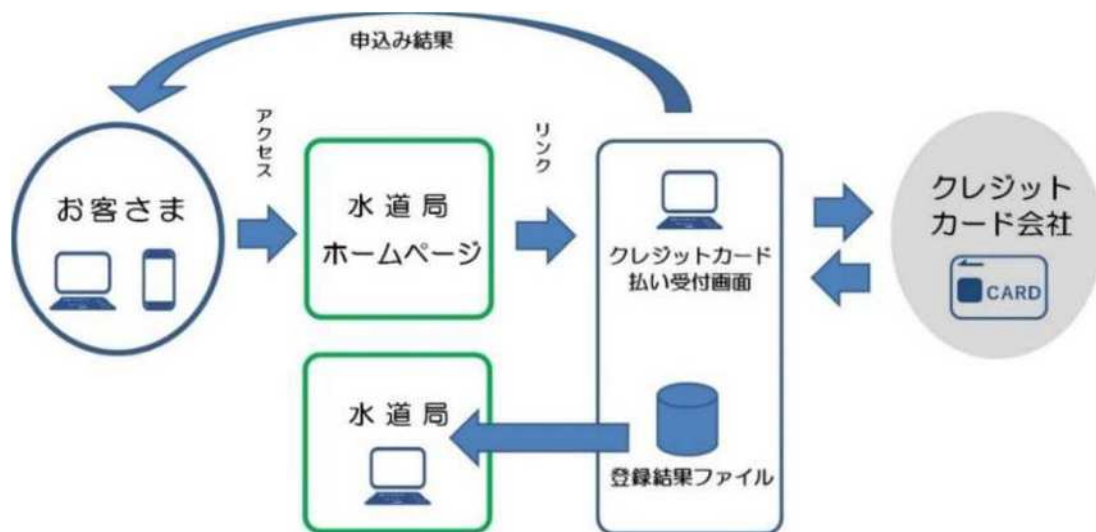 申込み結果
アクセス
リンク
お客さま
水道局
ホームページ
クレジットカード
払い受付画面
クレジット
カード会社
CARD
水道局
登録結果ファイル